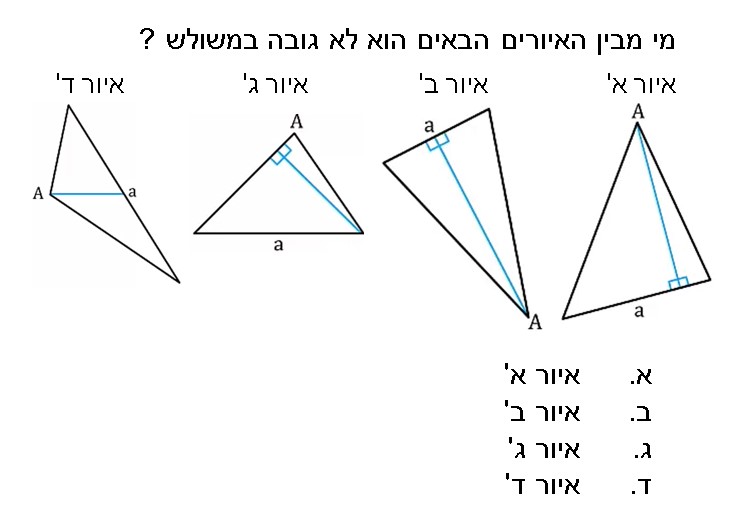 מי מבין האיורים הבאים הוא לא גובה במשולש ?
איור א' איור ב' איור ג' איור ד'
A a A A
A a
a a
A
א. איור א'
ב. איור ב'
ג. איור ג'
ד. איור ד'